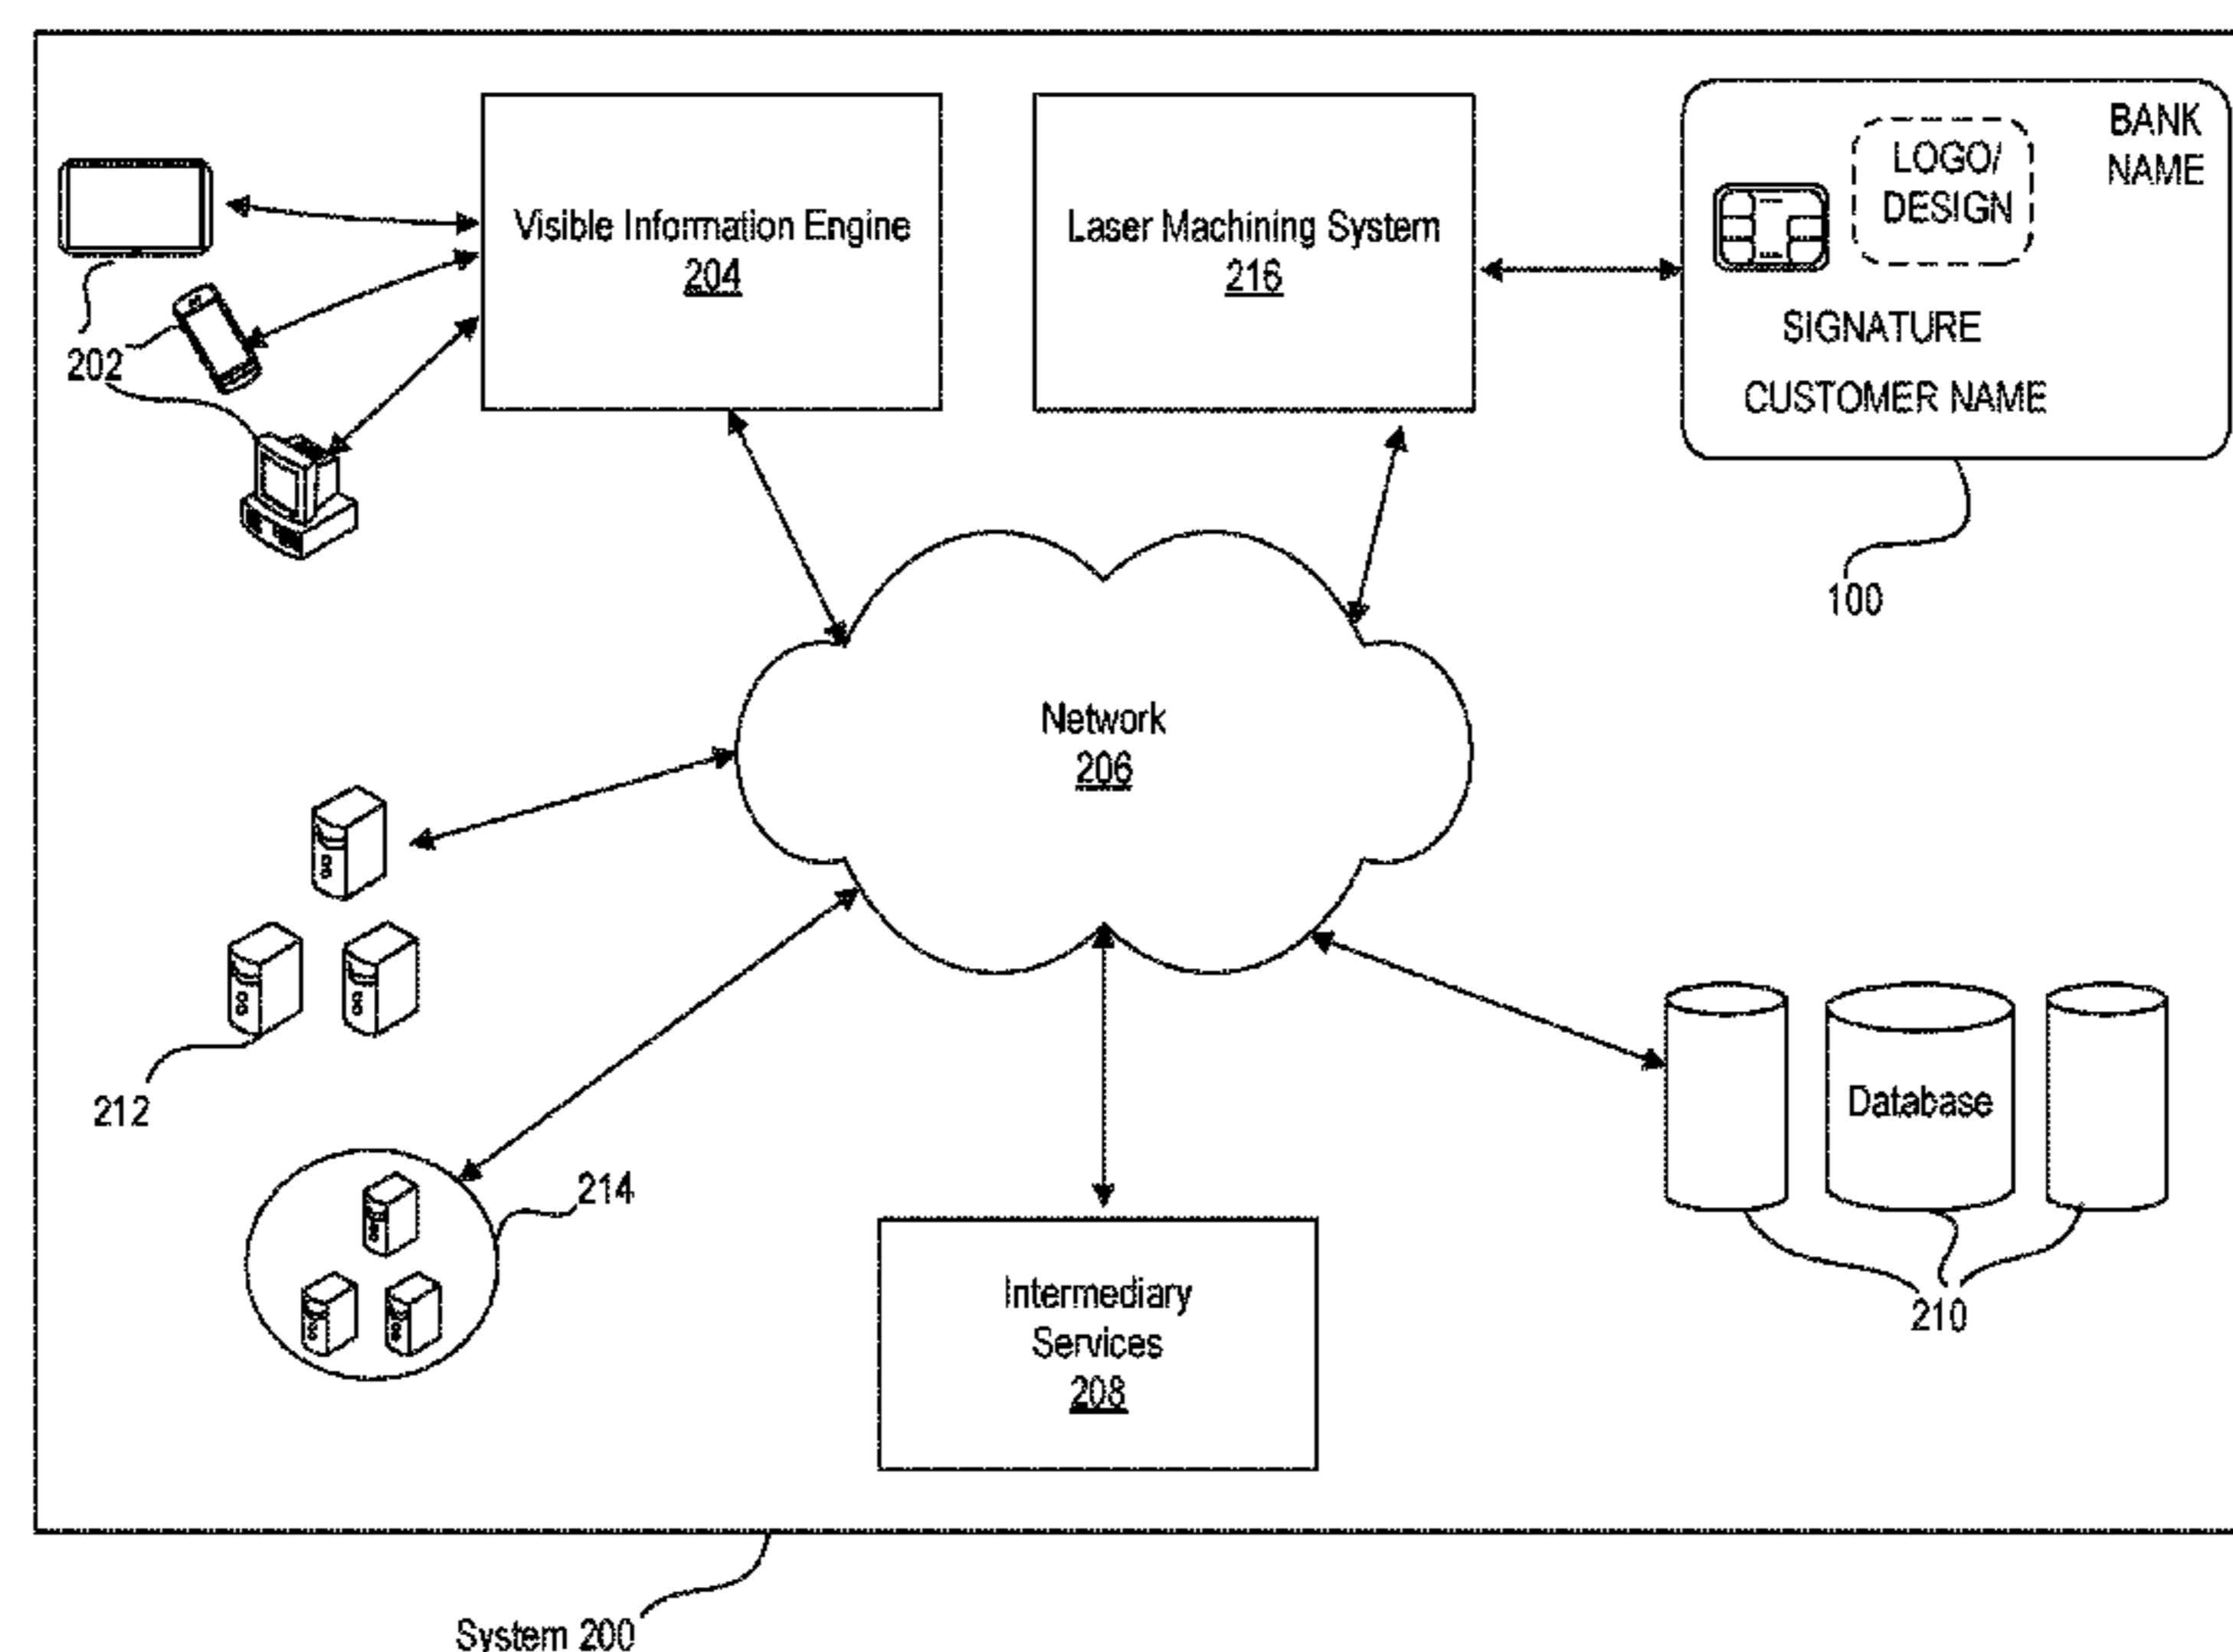 Visible Information Engine
204
Laser Machining System
216
LOGO/
DESIGN
BANK
NAME
SIGNATURE
CUSTOMER NAME
202
100
Network
206
212
214
Database
210
Intermediary
Services
208
System 200